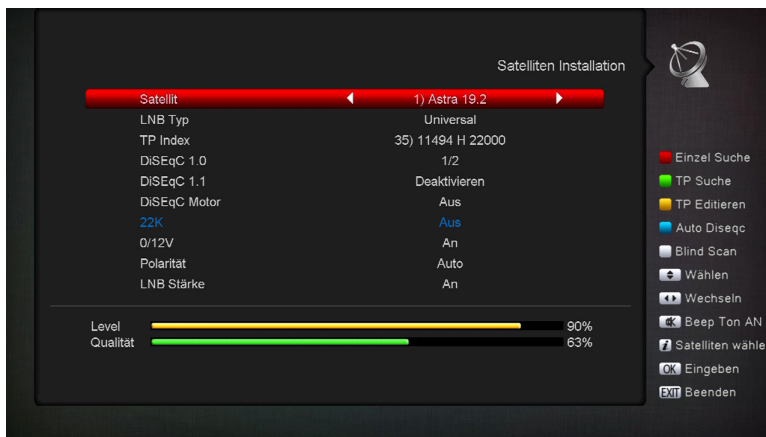 Satelliten Installation
Satellit 1) Astra 19.2
LNB Typ Universal
TP Index 35) 11494 H 22000
DiSEqC 1.0 1/2
DiSEqC 1.1 Deaktivieren
DiSEqC Motor Aus
22K Aus
0/12V An
Polarität Auto
LNB Stärke An
Level 90%
Qualität 63%
Einzel Suche
TP Suche
TP Editieren
Auto Diseqc
Blind Scan
Wählen
Wechseln
Beep Ton AN
i Satelliten wähle
OK Eingeben
EXIT Beenden